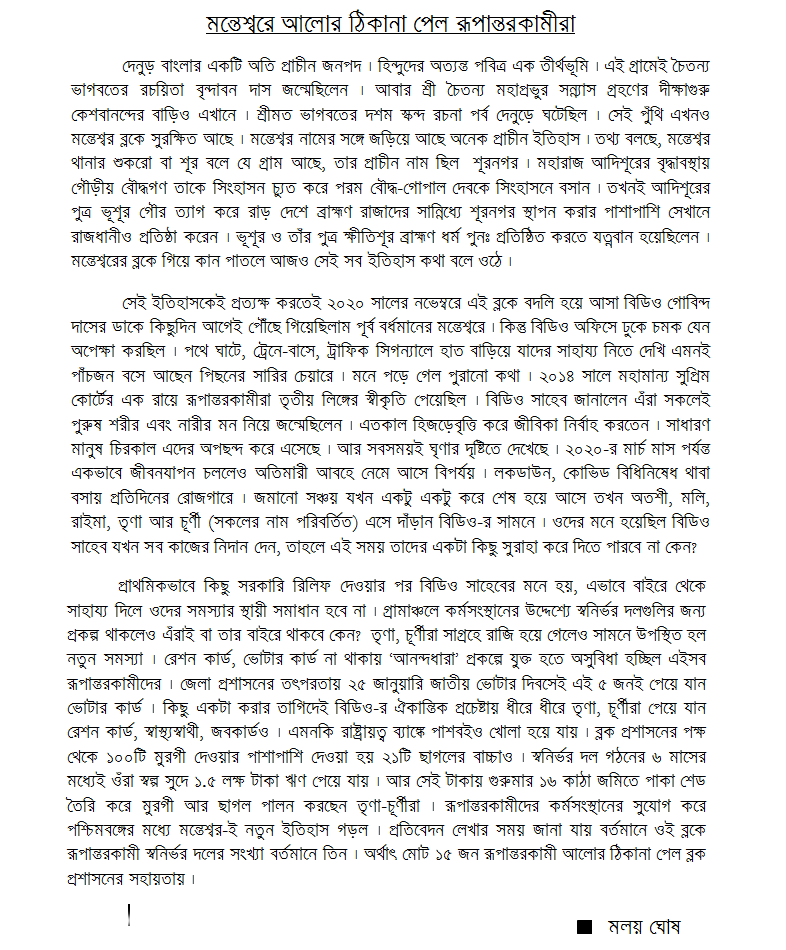 মন্তেশ্বরে আলোর ঠিকানা পেল রূপান্তরকামীরা
দেনুড় বাংলার একটি অতি প্রাচীন জনপদ । হিন্দুদের অত্যন্ত পবিত্র এক তীর্থভূমি । এই গ্রামেই চৈতন্য
ভাগবতের রচয়িতা বৃন্দাবন দাস জন্মেছিলেন । আবার শ্রী চৈতন্য মহাপ্রভুর সন্ন্যাস গ্রহণের দীক্ষাগুরু
কেশবানন্দের বাড়িও এখানে । শ্রীমত ভাগবতের দশম স্কন্দ রচনা পর্ব দেনুড়ে ঘটেছিল । সেই পুঁথি এখনও
মন্তেশ্বর ব্লকে সুরক্ষিত আছে । মন্তেশ্বর নামের সঙ্গে জড়িয়ে আছে অনেক প্রাচীন ইতিহাস । তথ্য বলছে, মন্তেশ্বর
থানার শুকরো বা শূর বলে যে গ্রাম আছে, তার প্রাচীন নাম ছিল শূরনগর । মহারাজ আদিশূরের বৃদ্ধাবস্থায়
গৌড়ীয় বৌদ্ধগণ তাকে সিংহাসন চ্যুত করে পরম বৌদ্ধ-গোপাল দেবকে সিংহাসনে বসান । তখনই আদিশূরের
পুত্র ভূশূর গৌর ত্যাগ করে রাড় দেশে ব্রাহ্মণ রাজাদের সান্নিধ্যে শূরনগর স্থাপন করার পাশাপাশি সেখানে
রাজধানীও প্রতিষ্ঠা করেন । ভূশূর ও তাঁর পুত্র ক্ষীতিশূর ব্রাহ্মণ ধর্ম পুনঃ প্রতিষ্ঠিত করতে যত্নবান হয়েছিলেন ।
মন্তেশ্বরের ব্লকে গিয়ে কান পাতলে আজও সেই সব ইতিহাস কথা বলে ওঠে ।
সেই ইতিহাসকেই প্রত্যক্ষ করতেই ২০২০ সালের নভেম্বরে এই ব্লকে বদলি হয়ে আসা বিডিও গোবিন্দ
দাসের ডাকে কিছুদিন আগেই পৌঁছে গিয়েছিলাম পূর্ব বর্ধমানের মন্তেশ্বরে । কিন্তু বিডিও অফিসে ঢুকে চমক যেন
অপেক্ষা করছিল । পথে ঘাটে, ট্রেনে-বাসে, ট্রাফিক সিগন্যালে হাত বাড়িয়ে যাদের সাহায্য নিতে দেখি এমনই
পাঁচজন বসে আছেন পিছনের সারির চেয়ারে । মনে পড়ে গেল পুরানো কথা । ২০১৪ সালে মহামান্য সুপ্রিম
কোর্টের এক রায়ে রূপান্তরকামীরা তৃতীয় লিঙ্গের স্বীকৃতি পেয়েছিল । বিডিও সাহেব জানালেন এঁরা সকলেই
পুরুষ শরীর এবং নারীর মন নিয়ে জন্মেছিলেন । এতকাল হিজড়েবৃত্তি করে জীবিকা নির্বাহ করতেন । সাধারণ
মানুষ চিরকাল এদের অপছন্দ করে এসেছে । আর সবসময়ই ঘৃণার দৃষ্টিতে দেখেছে । ২০২০-র মার্চ মাস পর্যন্ত
একভাবে জীবনযাপন চললেও অতিমারী আবহে নেমে আসে বিপর্যয় । লকডাউন, কোভিড বিধিনিষেধ থাবা
বসায় প্রতিদিনের রোজগারে । জমানো সঞ্চয় যখন একটু একটু করে শেষ হয়ে আসে তখন অতশী, মলি,
রাইমা, তৃণা আর চূর্ণী (সকলের নাম পরিবর্তিত) এসে দাঁড়ান বিডিও-র সামনে । ওদের মনে হয়েছিল বিডিও
সাহেব যখন সব কাজের নিদান দেন, তাহলে এই সময় তাদের একটা কিছু সুরাহা করে দিতে পারবে না কেন?
প্রাথমিকভাবে কিছু সরকারি রিলিফ দেওয়ার পর বিডিও সাহেবের মনে হয়, এভাবে বাইরে থেকে
সাহায্য দিলে ওদের সমস্যার স্থায়ী সমাধান হবে না । গ্রামাঞ্চলে কর্মসংস্থানের উদ্দেশ্যে স্বনির্ভর দলগুলির জন্য
প্রকল্প থাকলেও এঁরাই বা তার বাইরে থাকবে কেন? তৃণা, চূর্ণীরা সাগ্রহে রাজি হয়ে গেলেও সামনে উপস্থিত হল
নতুন সমস্যা । রেশন কার্ড, ভোটার কার্ড না থাকায় ‘আনন্দধারা’ প্রকল্পে যুক্ত হতে অসুবিধা হচ্ছিল এইসব
রূপান্তরকামীদের । জেলা প্রশাসনের তৎপরতায় ২৫ জানুয়ারি জাতীয় ভোটার দিবসেই এই ৫ জনই পেয়ে যান
ভোটার কার্ড । কিছু একটা করার তাগিদেই বিডিও-র ঐকান্তিক প্রচেষ্টায় ধীরে ধীরে তৃণা, চূর্ণীরা পেয়ে যান
রেশন কার্ড, স্বাস্থ্যস্বাথী, জবকার্ডও । এমনকি রাষ্ট্রায়ত্ব ব্যাঙ্কে পাশবইও খোলা হয়ে যায় । ব্লক প্রশাসনের পক্ষ
থেকে ১০০টি মুরগী দেওয়ার পাশাপাশি দেওয়া হয় ২১টি ছাগলের বাচ্চাও । স্বনির্ভর দল গঠনের ৬ মাসের
মধ্যেই ওঁরা স্বল্প সুদে ১.৫ লক্ষ টাকা ঋণ পেয়ে যায় । আর সেই টাকায় গুরুমার ১৬ কাঠা জমিতে পাকা শেড
তৈরি করে মুরগী আর ছাগল পালন করছেন তৃণা-চূর্ণীরা । রূপান্তরকামীদের কর্মসংস্থানের সুযোগ করে
পশ্চিমবঙ্গের মধ্যে মন্তেশ্বর-ই নতুন ইতিহাস গড়ল । প্রতিবেদন লেখার সময় জানা যায় বর্তমানে ওই ব্লকে
রূপান্তরকামী স্বনির্ভর দলের সংখ্যা বর্তমানে তিন । অর্থাৎ মোট ১৫ জন রূপান্তরকামী আলোর ঠিকানা পেল ব্লক
প্রশাসনের সহায়তায় ।
■ মলয় ঘোষ